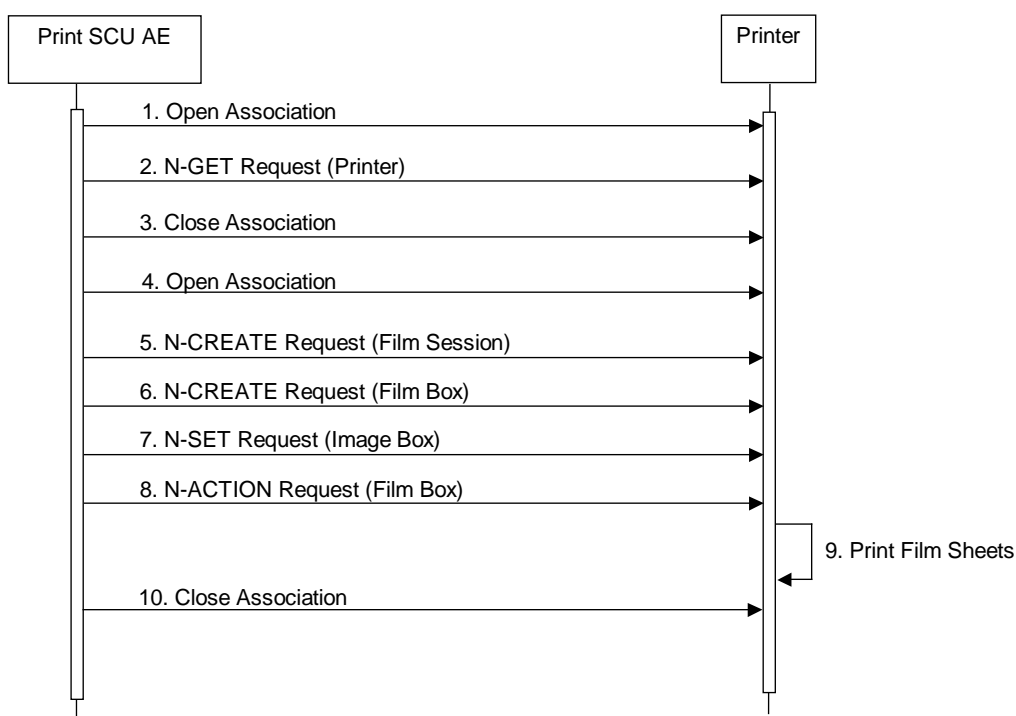 Print SCU AE
Printer
1. Open Association
2. N-GET Request (Printer)
3. Close Association
4. Open Association
5. N-CREATE Request (Film Session)
6. N-CREATE Request (Film Box)
7. N-SET Request (Image Box)
8. N-ACTION Request (Film Box)
9. Print Film Sheets
10. Close Association